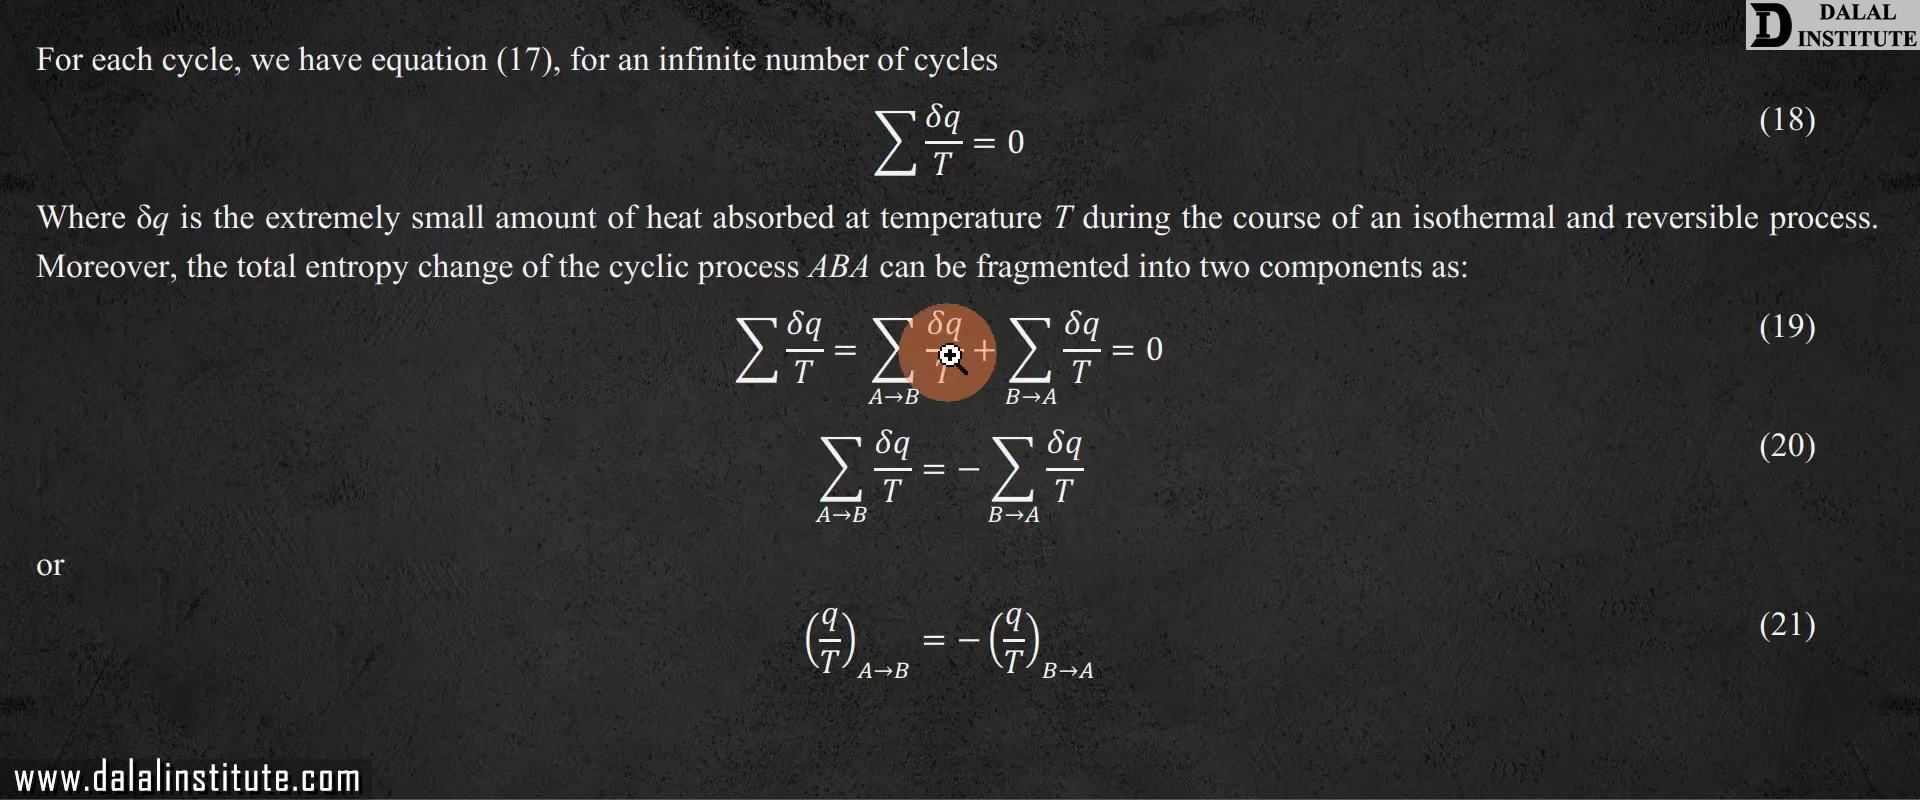 DALAL
INSTITUTE
For each cycle, we have equation (17), for an infinite number of cycles
∑ δq/T = 0 (18)
Where δq is the extremely small amount of heat absorbed at temperature T during the course of an isothermal and reversible process.
Moreover, the total entropy change of the cyclic process ABA can be fragmented into two components as:
∑ δq/T = ∑_{A→B} δq/T + ∑_{B→A} δq/T = 0 (19)
∑_{A→B} δq/T = − ∑_{B→A} δq/T (20)
or
(q/T)_{A→B} = − (q/T)_{B→A} (21)
www.dalalinstitute.com